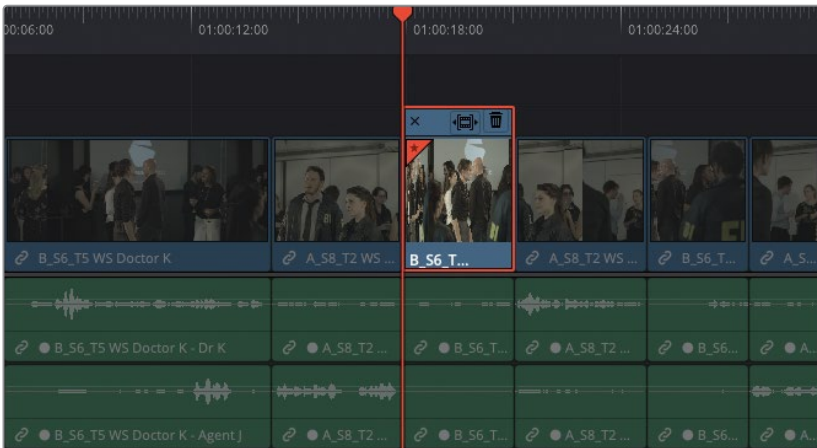 00:06:00 01:00:12:00 01:00:18:00 01:00:24:00
B_S6_T5 WS Doctor K A_S8_T2 WS ... B_S6_T... A_S8_T2 WS ... B_S6_T... A_S...
B_S6_T5 WS Doctor K - Dr K A_S8_T2 ... B_S6_T... A_S8_T2 ... B_S6... A...
B_S6_T5 WS Doctor K - Agent J A_S8_T2 ... B_S6_T... A_S8_T2 ... B_S6... A...